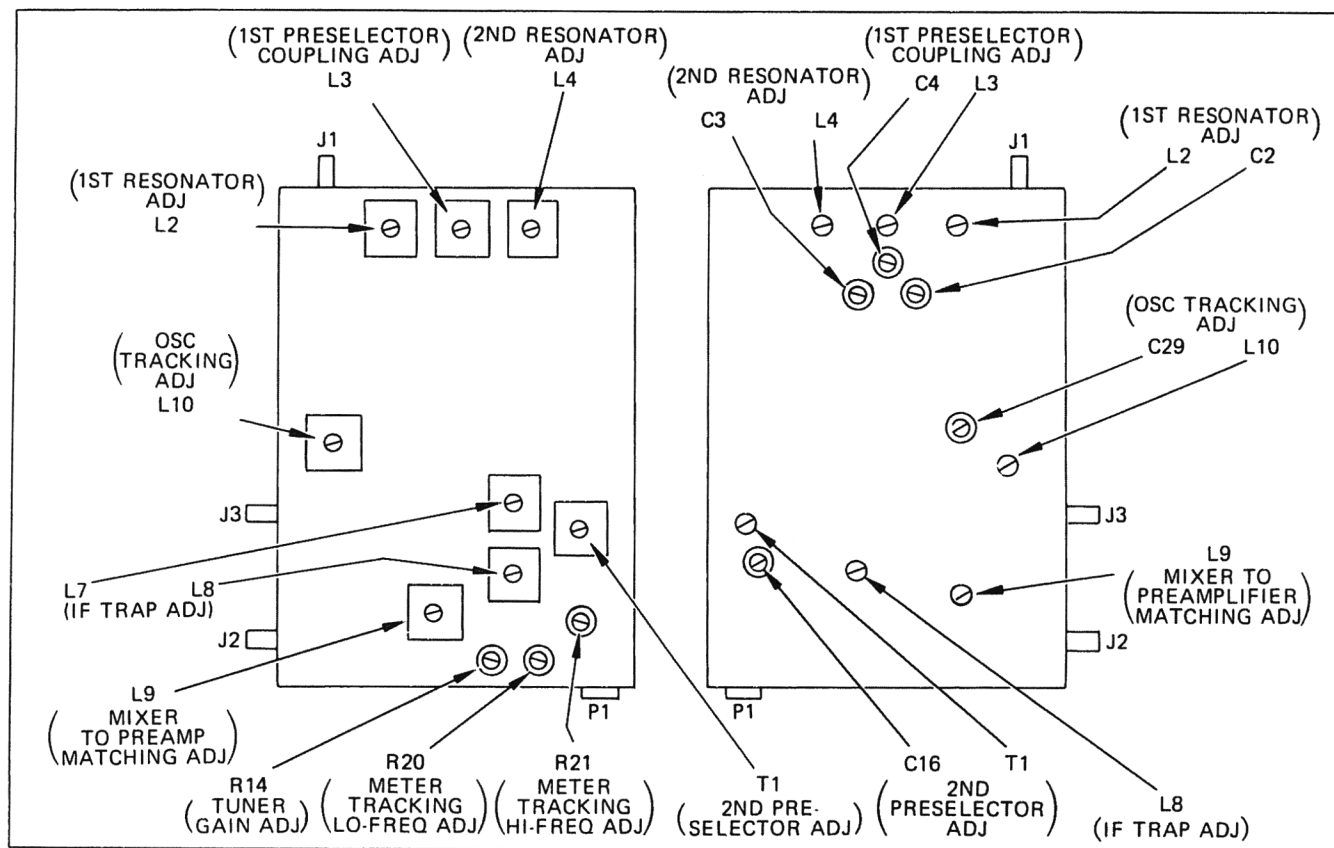 (1ST PRESELECTOR)
COUPLING ADJ
L3
(2ND RESONATOR)
ADJ
L4
J1
(1ST RESONATOR)
ADJ
L2
(OSC
TRACKING)
ADJ
L10
J3
L7 L8
(IF TRAP ADJ)
J2
L9
(MIXER
TO PREAMP
MATCHING ADJ)
R14
(TUNER
GAIN ADJ)
R20
(METER
TRACKING
LO-FREQ ADJ)
R21
(METER
TRACKING
HI-FREQ ADJ)
P1
T1
(2ND PRE-
SELECTOR ADJ)
(1ST PRESELECTOR)
COUPLING ADJ
C4 L3
(2ND RESONATOR)
ADJ
C3 L4
J1
(1ST RESONATOR)
ADJ
L2 C2
(OSC TRACKING)
ADJ
C29 L10
J3
L9
(MIXER TO
PREAMPLIFIER
MATCHING ADJ)
J2
P1
C16 T1
(2ND
PRESELECTOR
ADJ)
L8
(IF TRAP ADJ)